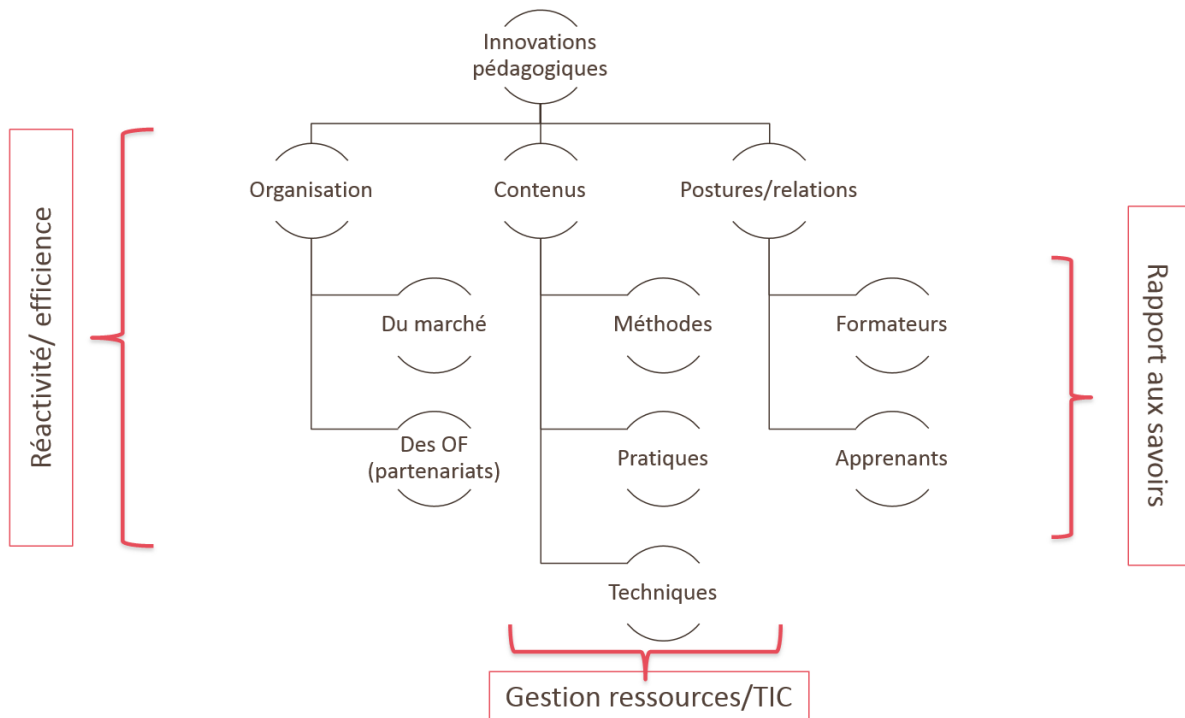 Innovations
pédagogiques
Organisation
Contenus
Postures/relations
Du marché
Méthodes
Formateurs
Des OF
(partenariats)
Pratiques
Apprenants
Techniques
Réactivité/ efficience
Rapport aux savoirs
Gestion ressources/TIC